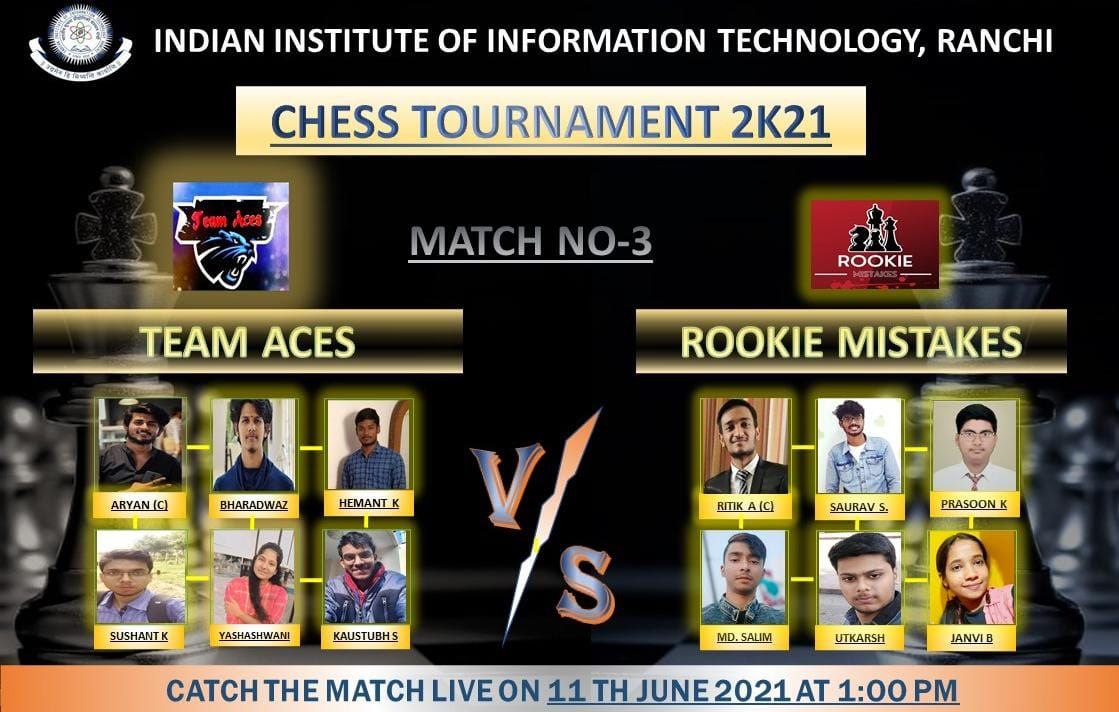 INDIAN INSTITUTE OF INFORMATION TECHNOLOGY, RANCHI
CHESS TOURNAMENT 2K21
Team Aces
MATCH NO-3
ROOKIE
MISTAKES
TEAM ACES
ROOKIE MISTAKES
ARYAN (C)
BHARADWAZ
HEMANT K
SUSHANT K
YASHASHWANI
KAUSTUBH S
VS
RITIK A (C)
SAURAV S.
PRASOON K
MD. SALIM
UTKARSH
JANVI B
CATCH THE MATCH LIVE ON 11 TH JUNE 2021 AT 1:00 PM